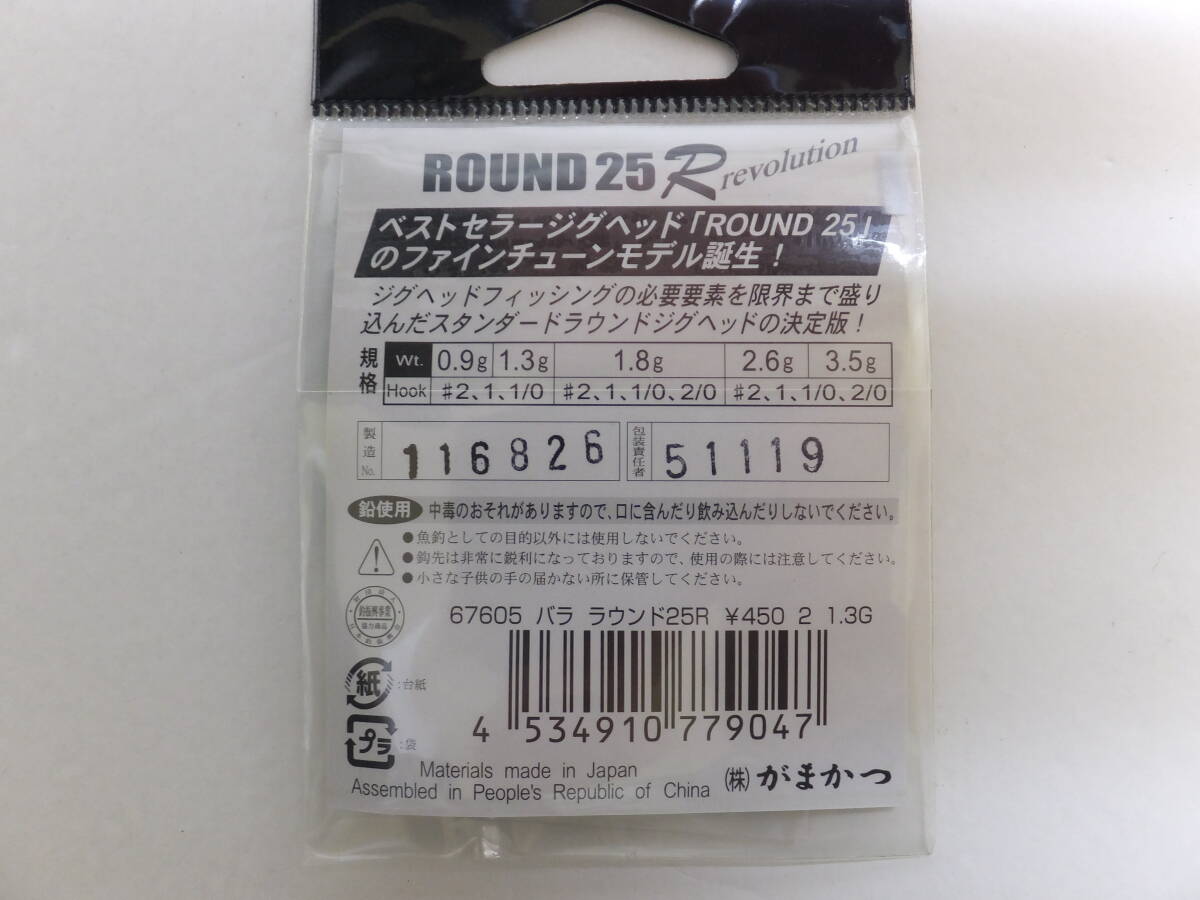 ROUND 25 R revolution
ベストセラージグヘッド「ROUND 25」
のファインチューンモデル誕生！
ジグヘッドフィッシングの必要要素を限界まで盛り
込んだスタンダードラウンドジグヘッドの決定版！
規格 Wt. 0.9g 1.3g 1.8g 2.6g 3.5g
Hook ♯2、1、1/0 ♯2、1、1/0、2/0 ♯2、1、1/0、2/0
製造No. 116826 包装責任者 51119
鉛使用 中毒のおそれがありますので、口に含んだり飲み込んだりしないでください。
●魚釣としての目的以外には使用しないでください。
●鈎先は非常に鋭利になっておりますので、使用の際には注意してください。
●小さな子供の手の届かない所に保管してください。
釣振興事業
協力商品
67605 バラ ラウンド25R ¥450 2 1.3G
紙 :台紙
4 534910 779047
プラ :袋
Materials made in Japan
Assembled in People's Republic of China
(株) がまかつ